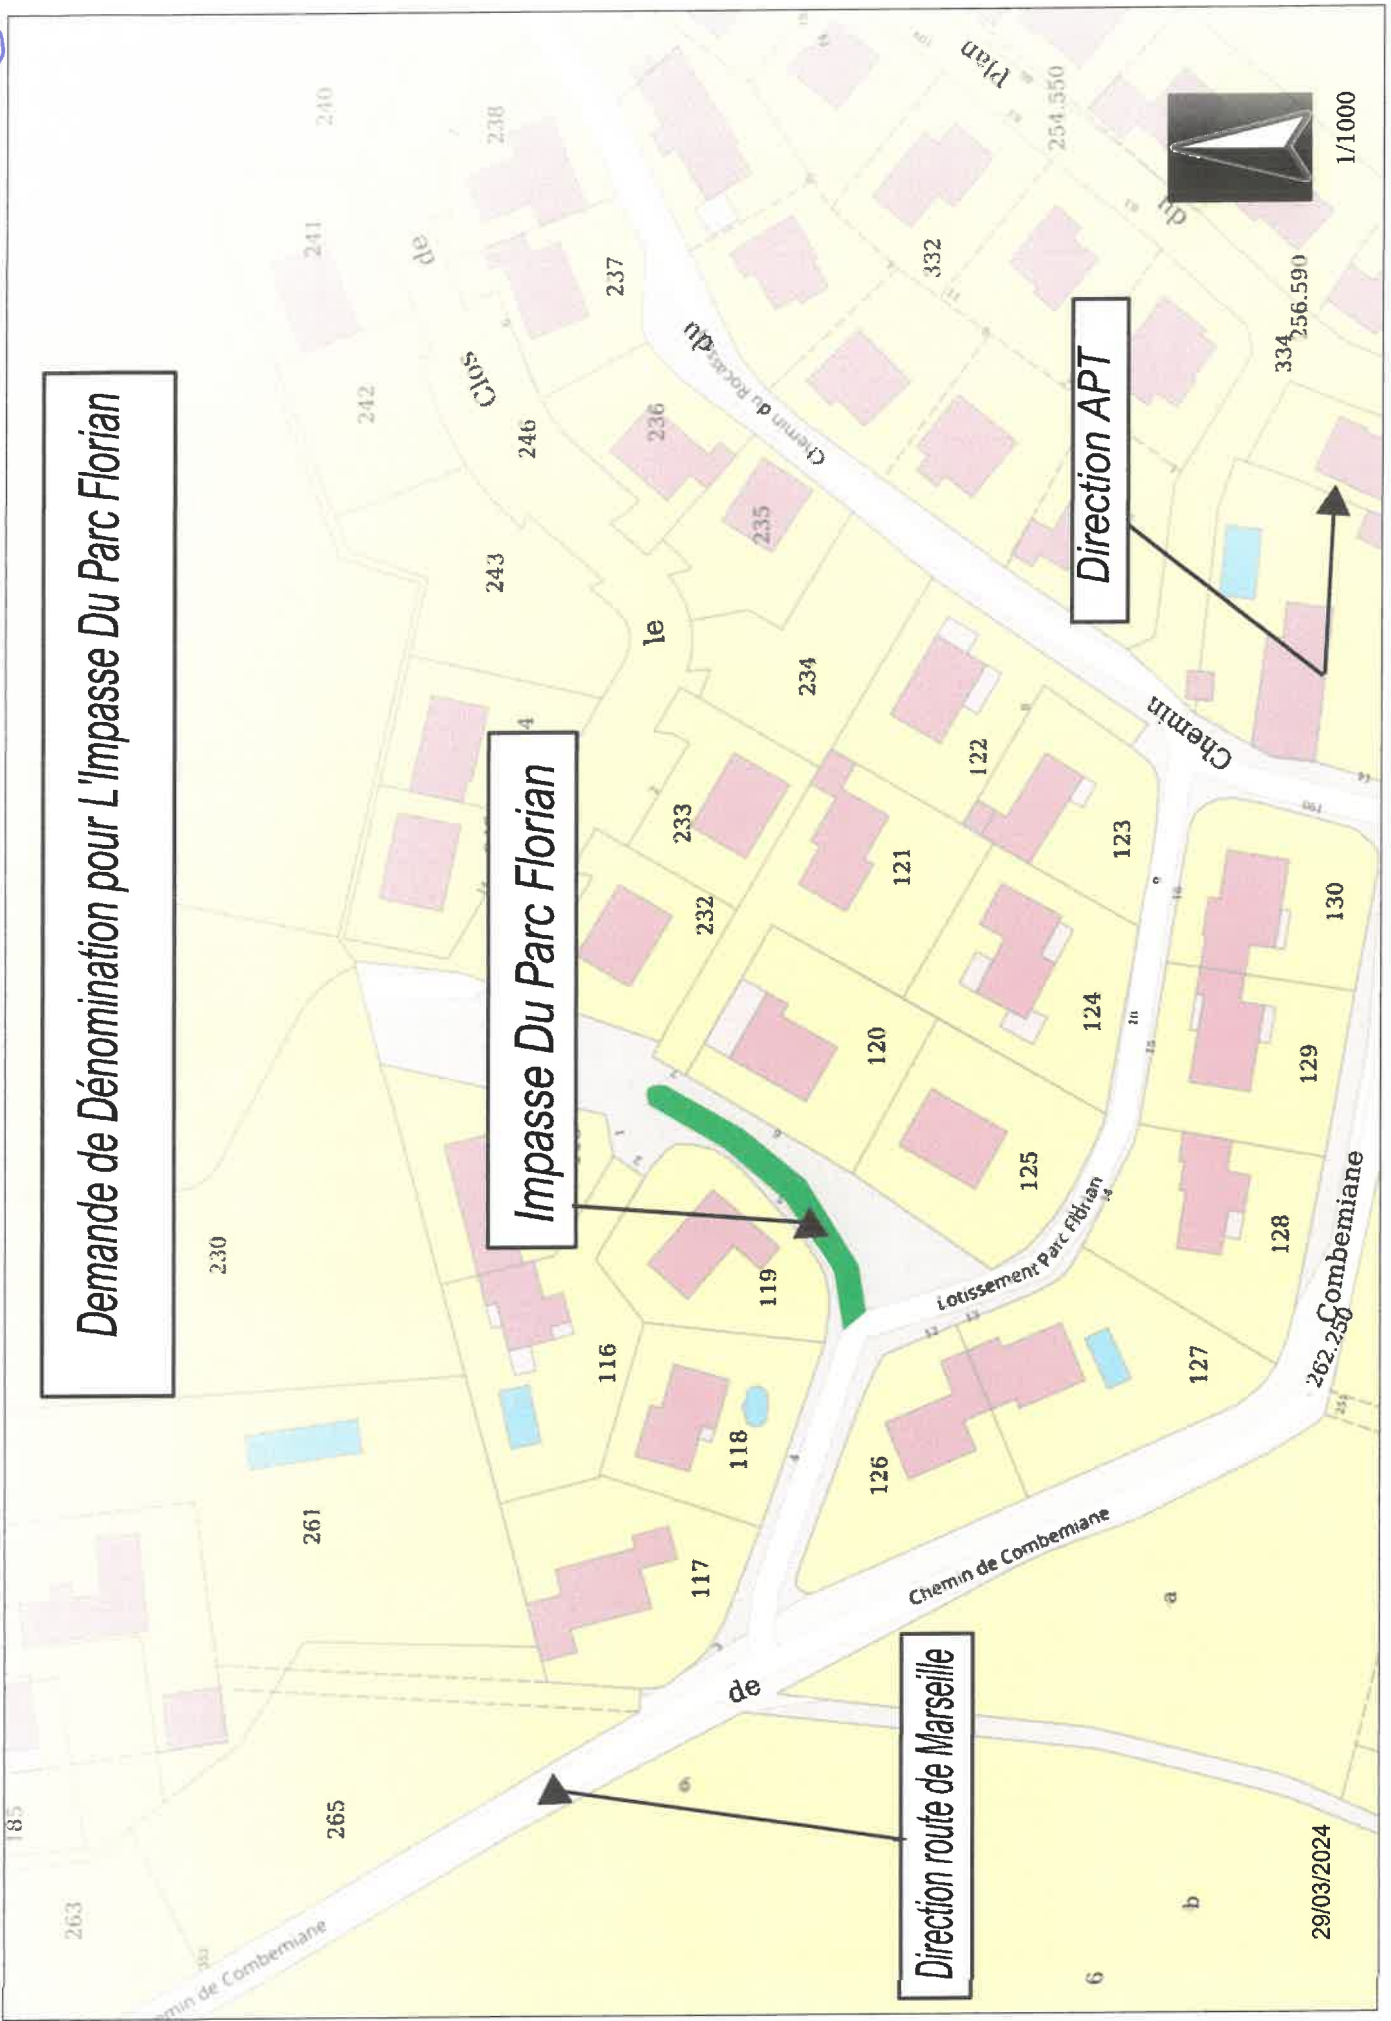 Demande de Dénomination pour L'Impasse Du Parc Florian
Impasse Du Parc Florian
Direction APT
Direction route de Marseille
29/03/2024
1/1000
185
263
265
261
230
240
241
242
238
237
236
235
234
233
232
243
246
Clos
de
le
4
116
117
118
119
120
121
122
123
124
125
126
127
128
129
130
332
334
256.590
254.550
262.250
Plan
du
du
Chemin
Chemin d
Lotissement Parc Florian
Chemin de Combemiane
min de Combemiane
de
Combemiane
a
b
6